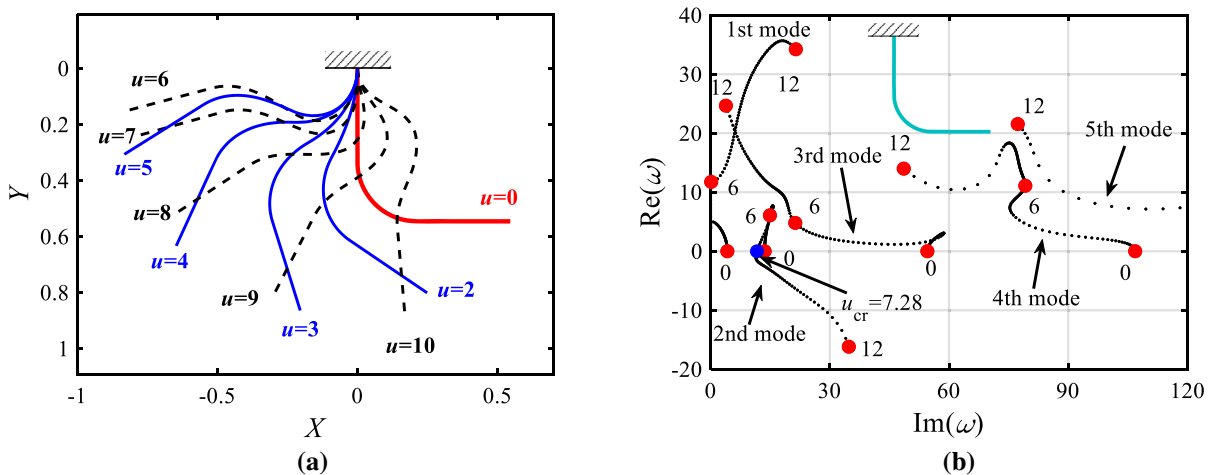 0
0.2
0.4
0.6
0.8
1
Y
-1
-0.5
0
0.5
X
u=6
u=7
u=5
u=8
u=4
u=9
u=3
u=2
u=10
u=0
(a)
40
30
20
10
0
-10
-20
Re(ω)
0
30
60
90
120
Im(ω)
1st mode
12
12
12
12
5th mode
3rd mode
6
6
6
6
0
0
0
0
4th mode
u_cr=7.28
2nd mode
12
(b)